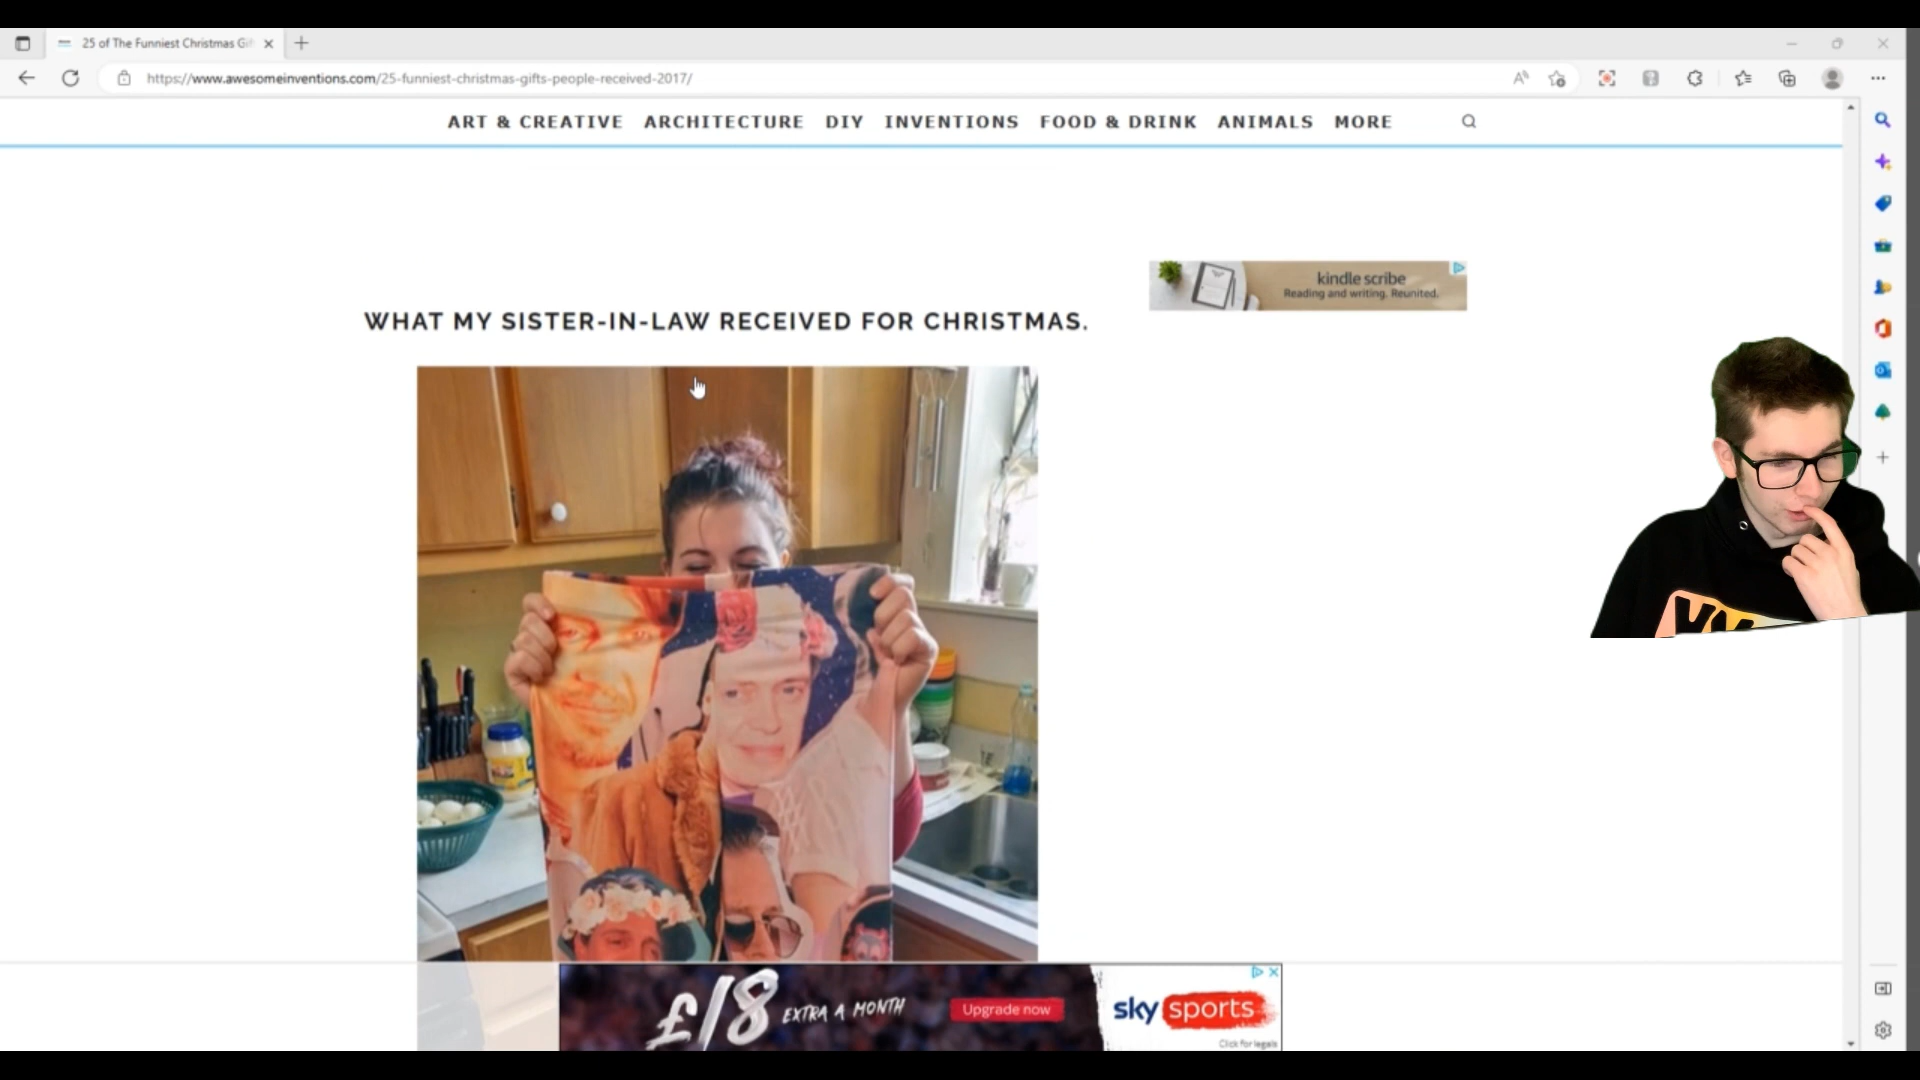 25 of The Funniest Christmas Gif
https://www.awesomeinventions.com/25-funniest-christmas-gifts-people-received-2017/
ART & CREATIVE ARCHITECTURE DIY INVENTIONS FOOD & DRINK ANIMALS MORE
kindle scribe
Reading and writing. Reunited.
WHAT MY SISTER-IN-LAW RECEIVED FOR CHRISTMAS.
£18 EXTRA A MONTH
Upgrade now
sky sports
Click for legals